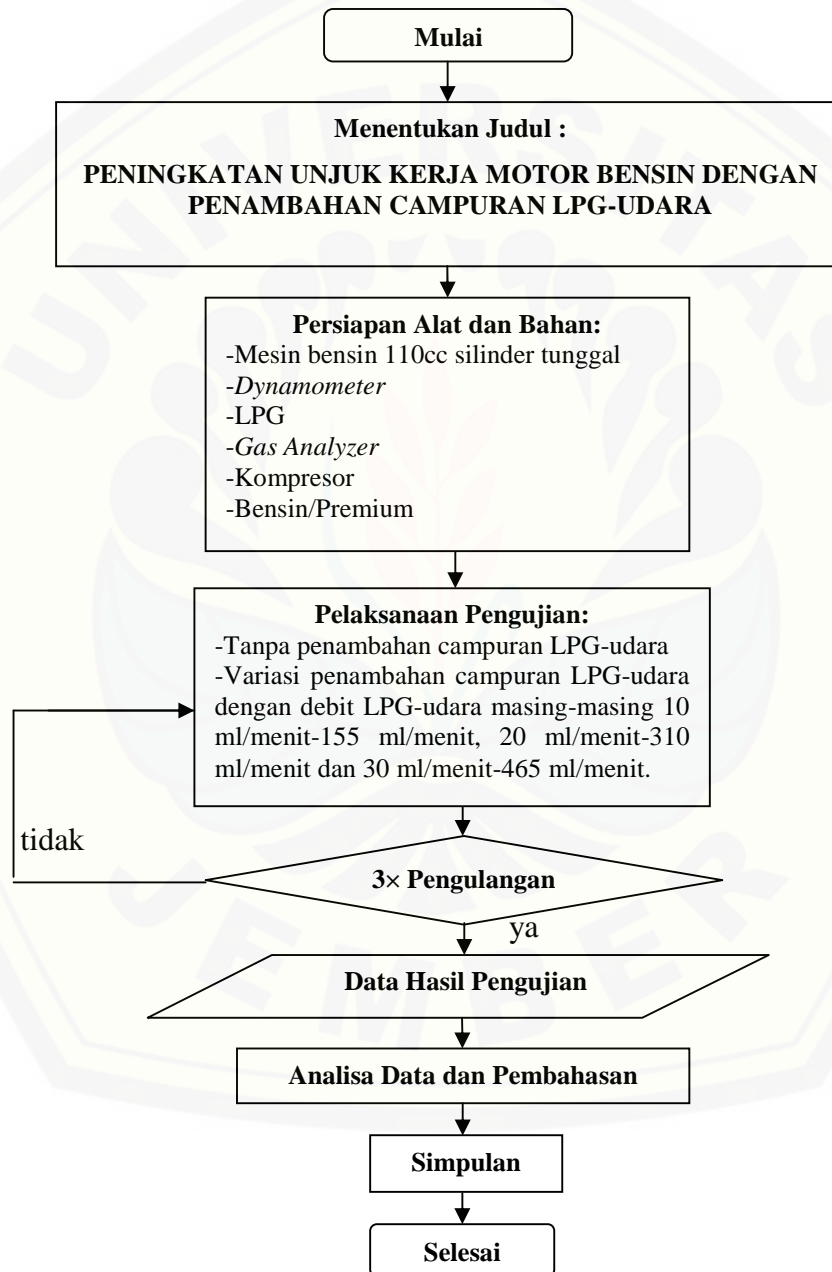 Mulai
Menentukan Judul :
PENINGKATAN UNJUK KERJA MOTOR BENSIN DENGAN
PENAMBAHAN CAMPURAN LPG-UDARA
Persiapan Alat dan Bahan:
-Mesin bensin 110cc silinder tunggal
-Dynamometer
-LPG
-Gas Analyzer
-Kompresor
-Bensin/Premium
Pelaksanaan Pengujian:
-Tanpa penambahan campuran LPG-udara
-Variasi penambahan campuran LPG-udara
dengan debit LPG-udara masing-masing 10
ml/menit-155 ml/menit, 20 ml/menit-310
ml/menit dan 30 ml/menit-465 ml/menit.
tidak
3× Pengulangan
ya
Data Hasil Pengujian
Analisa Data dan Pembahasan
Simpulan
Selesai
UNIVERSITAS
JEMBER